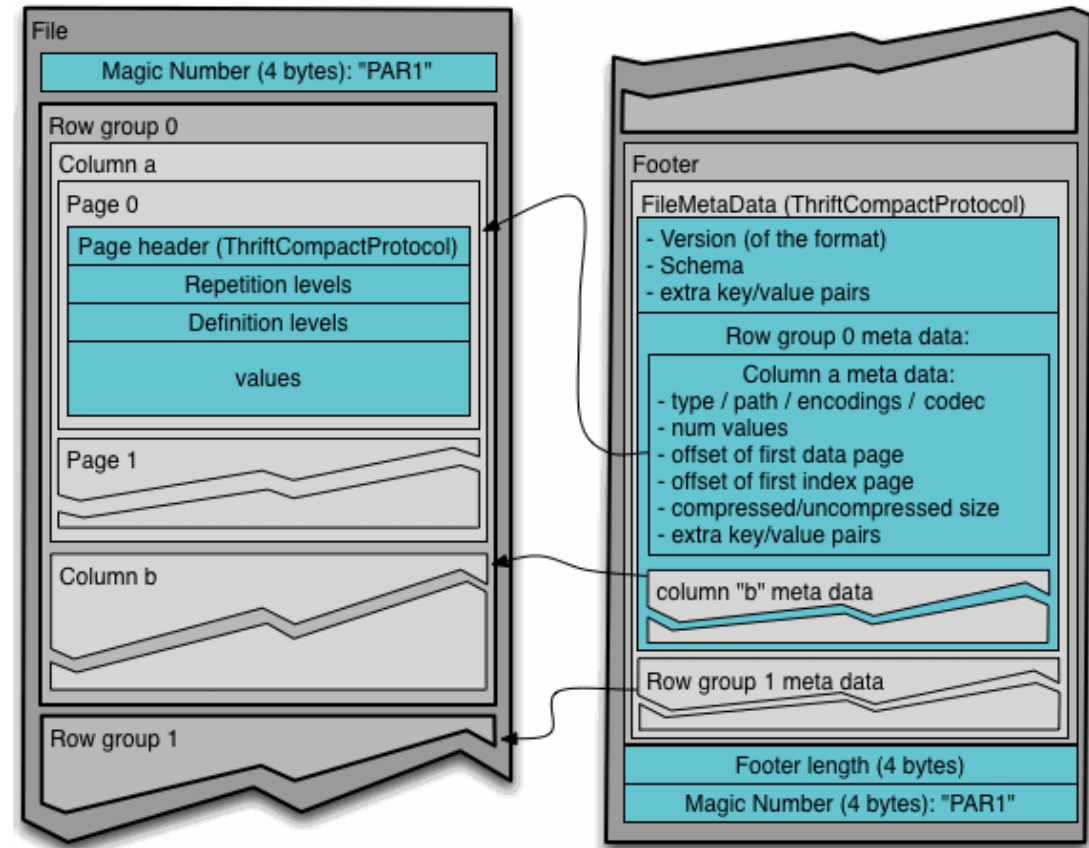 File
Magic Number (4 bytes): "PAR1"
Row group 0
Column a
Page 0
Page header (ThriftCompactProtocol)
Repetition levels
Definition levels
values
Page 1
Column b
Row group 1
Footer
FileMetaData (ThriftCompactProtocol)
- Version (of the format)
- Schema
- extra key/value pairs
Row group 0 meta data:
Column a meta data:
- type / path / encodings / codec
- num values
- offset of first data page
- offset of first index page
- compressed/uncompressed size
- extra key/value pairs
column "b" meta data
Row group 1 meta data
Footer length (4 bytes)
Magic Number (4 bytes): "PAR1"